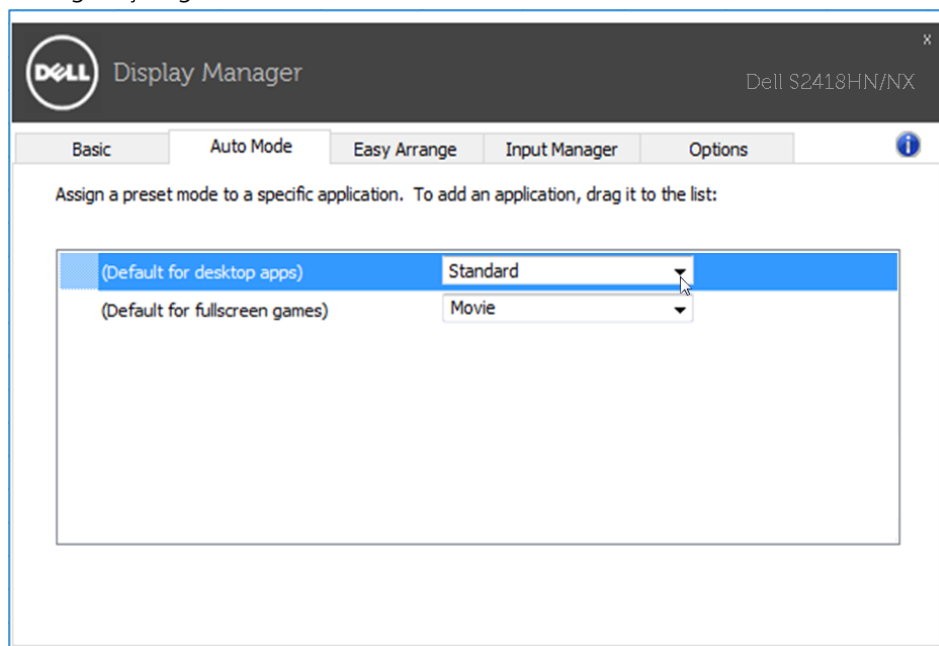 x
DELL Display Manager
Dell S2418HN/NX
Basic Auto Mode Easy Arrange Input Manager Options i
Assign a preset mode to a specific application. To add an application, drag it to the list:
(Default for desktop apps) Standard
(Default for fullscreen games) Movie